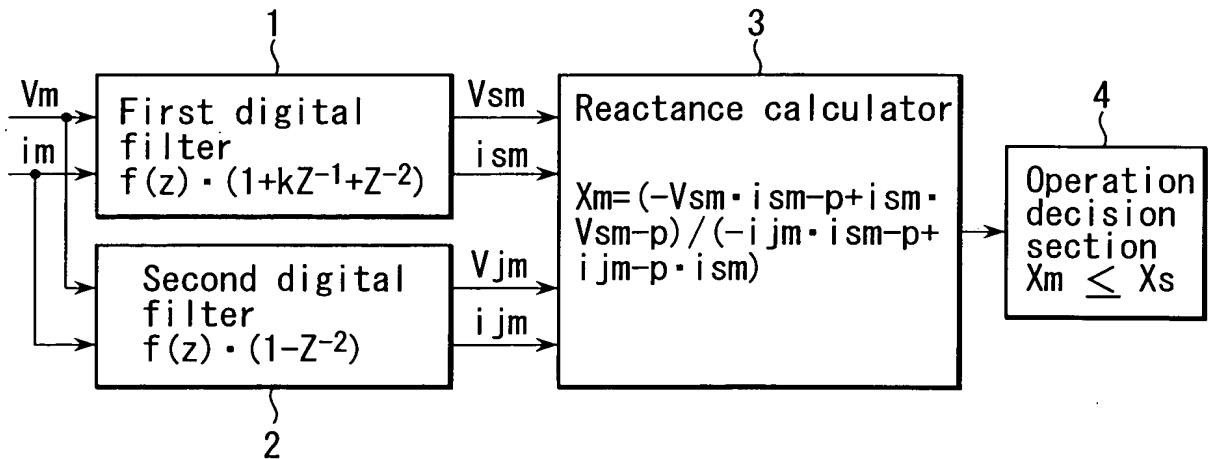 1
3
4
2
Vm
im
First digital
filter
f(z)・(1+kZ⁻¹+Z⁻²)
Vsm
ism
Second digital
filter
f(z)・(1-Z⁻²)
Vjm
ijm
Reactance calculator
Xm=(-Vsm・ism-p+ism・
Vsm-p)/(-ijm・ism-p+
ijm-p・ism)
Operation
decision
section
Xm ≤ Xs